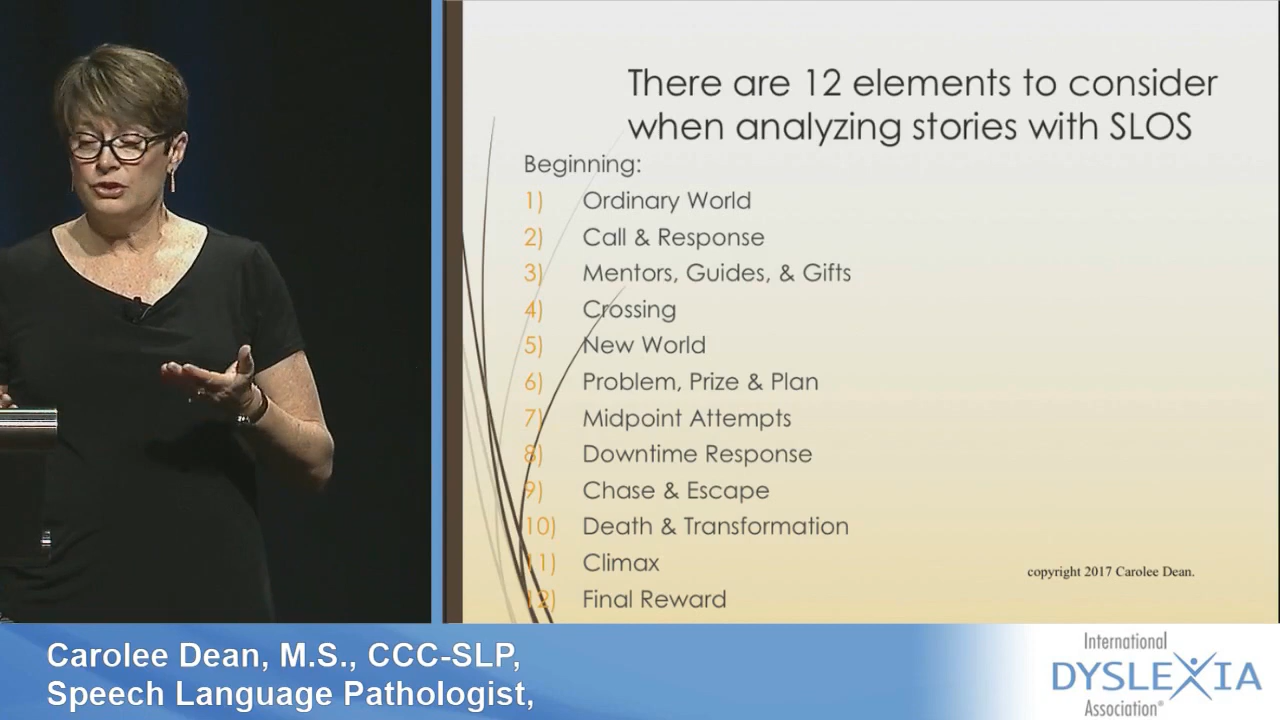 There are 12 elements to consider
when analyzing stories with SLOS
Beginning:
1) Ordinary World
2) Call & Response
3) Mentors, Guides, & Gifts
4) Crossing
5) New World
6) Problem, Prize & Plan
7) Midpoint Attempts
8) Downtime Response
9) Chase & Escape
10) Death & Transformation
11) Climax
12) Final Reward
copyright 2017 Carolee Dean.
Carolee Dean, M.S., CCC-SLP,
Speech Language Pathologist,
International
DYSLEXIA
Association®